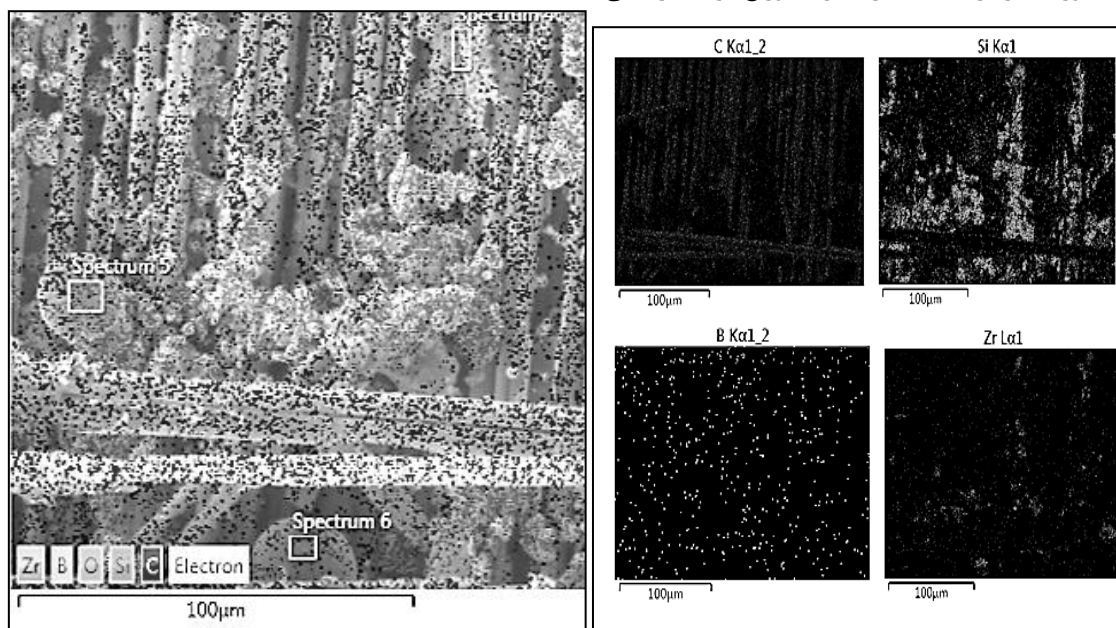 Spectrum 5
Spectrum 6
Zr B O Si C Electron
100μm
C Kα1_2
Si Kα1
100μm
100μm
B Kα1_2
Zr Lα1
100μm
100μm